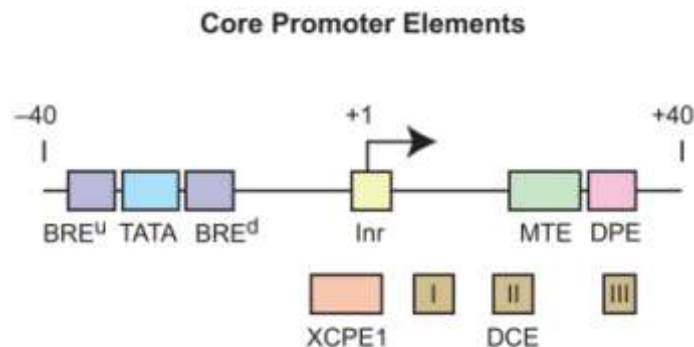 Core Promoter Elements
–40 +1 +40
BREᵘ TATA BREᵈ Inr MTE DPE
I II III
XCPE1 DCE